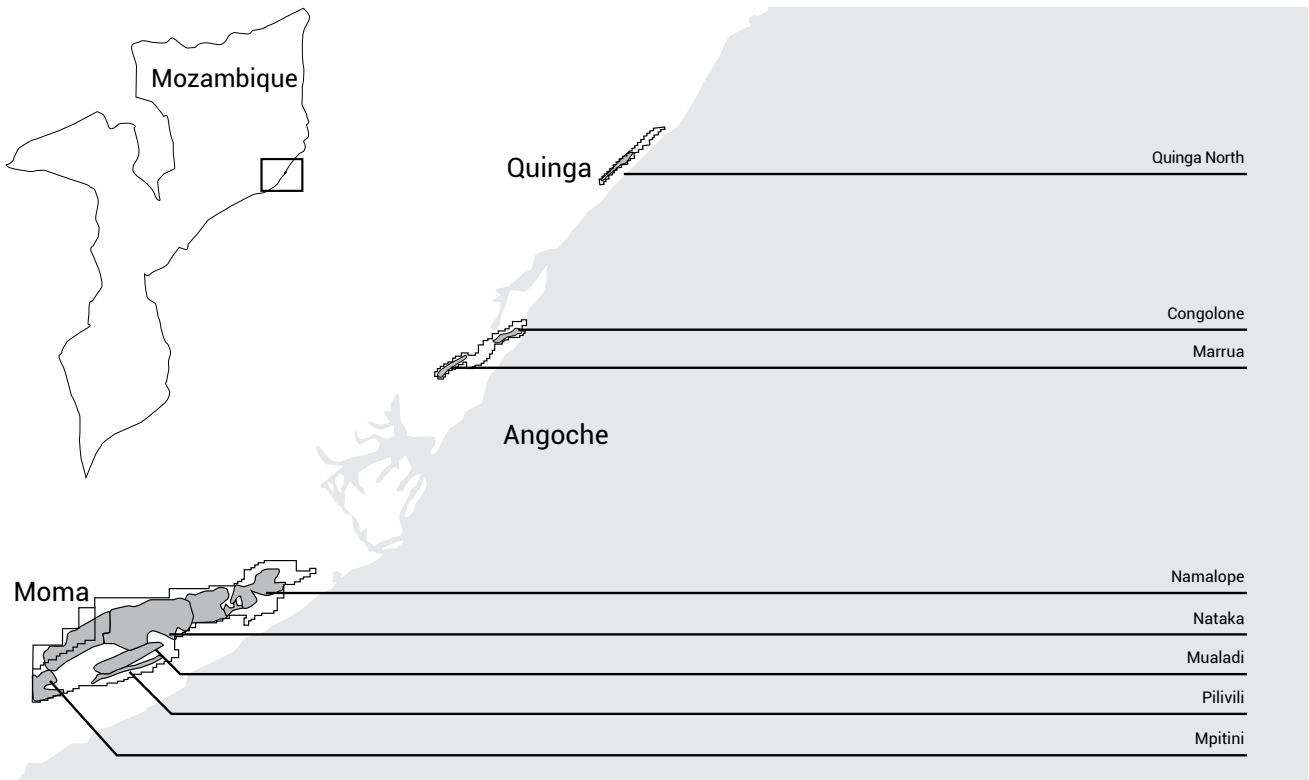 Mozambique
Quinga
Quinga North
Congolone
Marrua
Angoche
Moma
Namalope
Nataka
Mualadi
Pilivili
Mpitini